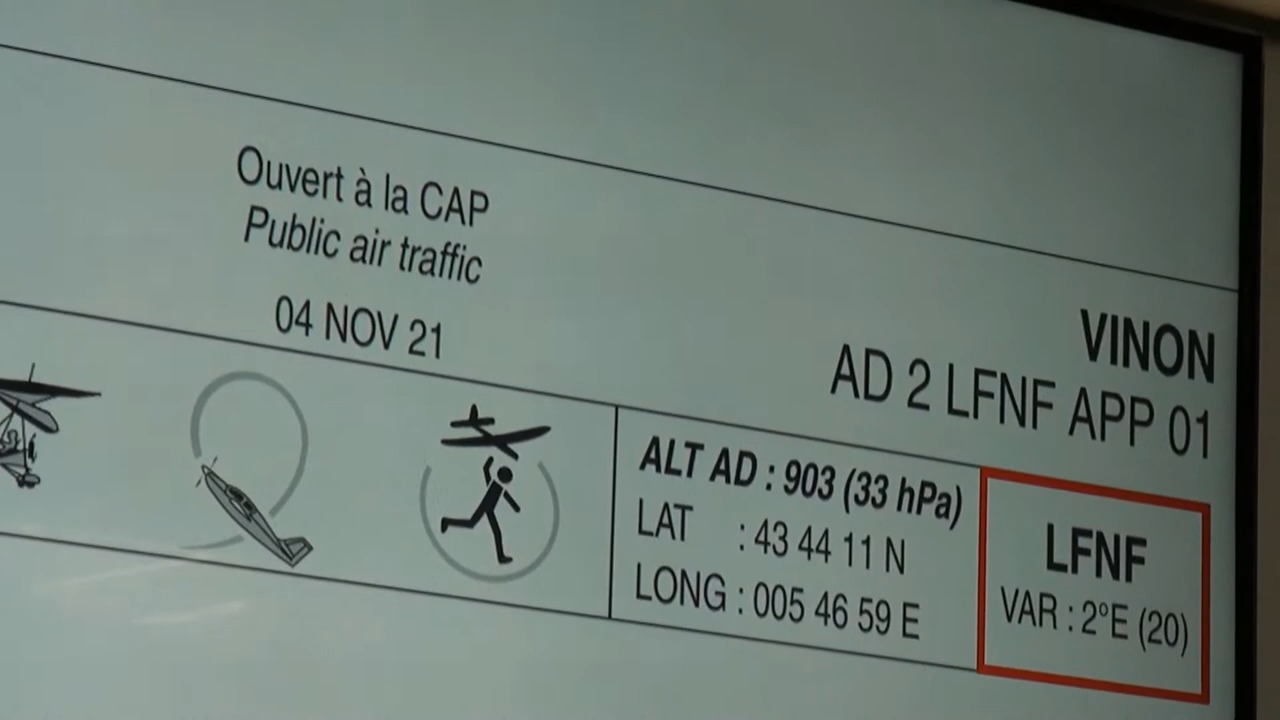 Ouvert à la CAP
Public air traffic
04 NOV 21
VINON
AD 2 LFNF APP 01
ALT AD : 903 (33 hPa)
LAT : 43 44 11 N
LONG : 005 46 59 E
LFNF
VAR : 2°E (20)